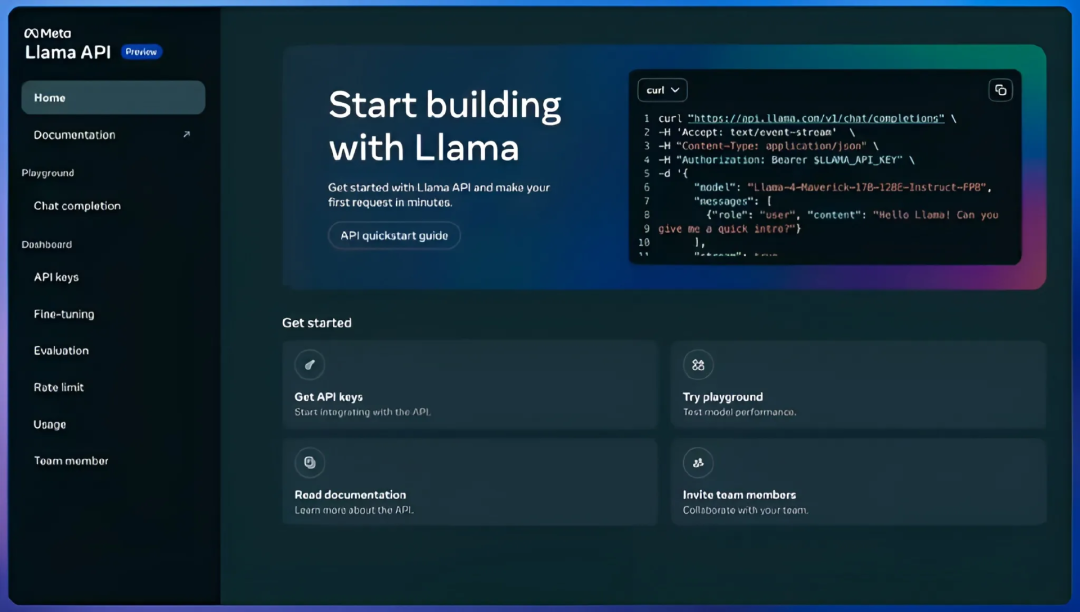 Meta
Llama API Preview
Home
Documentation
Playground
Chat completion
Dashboard
API keys
Fine-tuning
Evaluation
Rate limit
Usage
Team member
Start building
with Llama
Get started with Llama API and make your
first request in minutes.
API quickstart guide
curl
1 curl "https://api.llama.com/v1/chat/completions" \
2 -H 'Accept: text/event-stream' \
3 -H "Content-Type: application/json" \
4 -H "Authorization: Bearer $LLAMA_API_KEY" \
5 -d '{
6 "model": "Llama-4-Maverick-17B-128E-Instruct-FP8",
7 "messages": [
8 {"role": "user", "content": "Hello Llama! Can you
9 give me a quick intro?"}
10 ],
11 "stream": true
Get started
Get API keys
Start integrating with the API.
Try playground
Test model performance.
Read documentation
Learn more about the API.
Invite team members
Collaborate with your team.